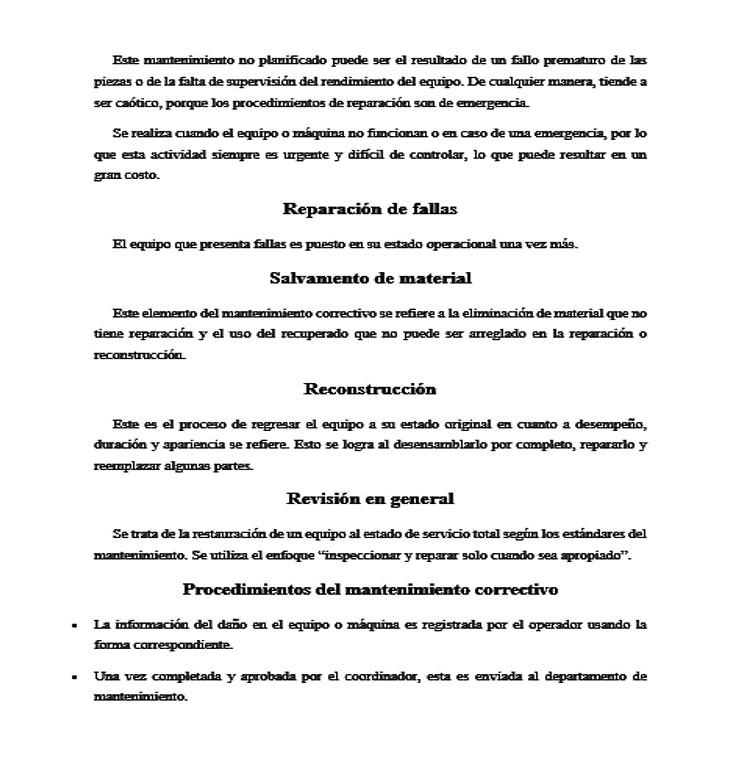 Este mantenimiento no planificado puede ser el resultado de un fallo prematuro de las
piezas o de la falta de supervisión del rendimiento del equipo. De cualquier manera, tiende a
ser caótico, porque los procedimientos de reparación son de emergencia.
Se realiza cuando el equipo o máquina no funcionan o en caso de una emergencia, por lo
que esta actividad siempre es urgente y difícil de controlar, lo que puede resultar en un
gran costo.
Reparación de fallas
El equipo que presenta fallas es puesto en su estado operacional una vez más.
Salvamento de material
Este elemento del mantenimiento correctivo se refiere a la eliminación de material que no
tiene reparación y el uso del recuperado que no puede ser arreglado en la reparación o
reconstrucción.
Reconstrucción
Este es el proceso de regresar el equipo a su estado original en cuanto a desempeño,
duración y apariencia se refiere. Esto se logra al desensamblarlo por completo, repararlo y
reemplazar algunas partes.
Revisión en general
Se trata de la restauración de un equipo al estado de servicio total según los estándares del
mantenimiento. Se utiliza el enfoque “inspeccionar y reparar solo cuando sea apropiado”.
Procedimientos del mantenimiento correctivo
▪ La información del daño en el equipo o máquina es registrada por el operador usando la
forma correspondiente.
▪ Una vez completada y aprobada por el coordinador, esta es enviada al departamento de
mantenimiento.